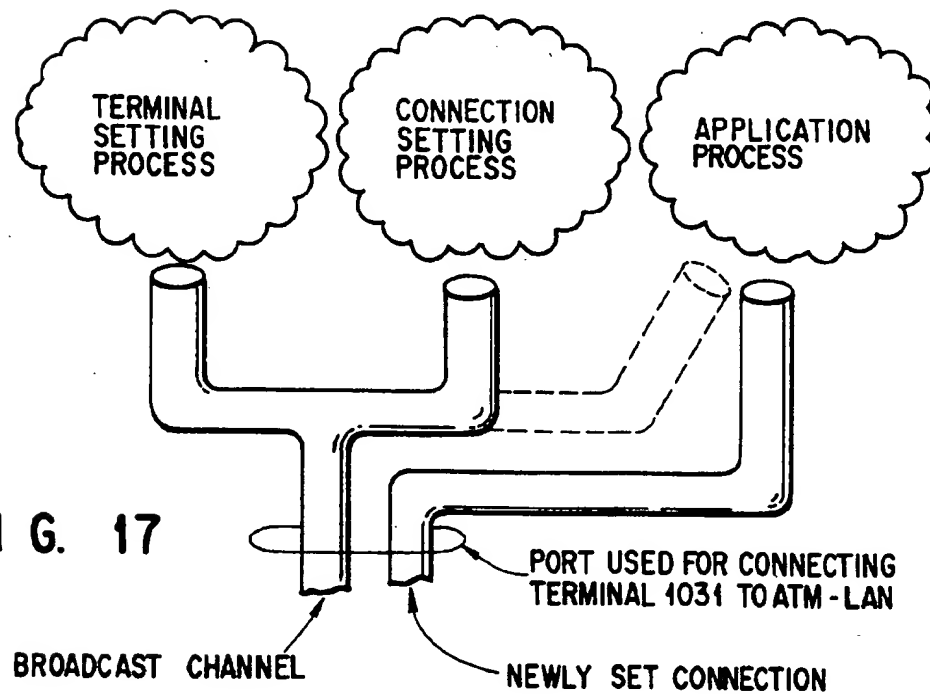 TERMINAL
SETTING
PROCESS
CONNECTION
SETTING
PROCESS
APPLICATION
PROCESS
G. 17
PORT USED FOR CONNECTING
TERMINAL 1031 TO ATM-LAN
BROADCAST CHANNEL
NEWLY SET CONNECTION